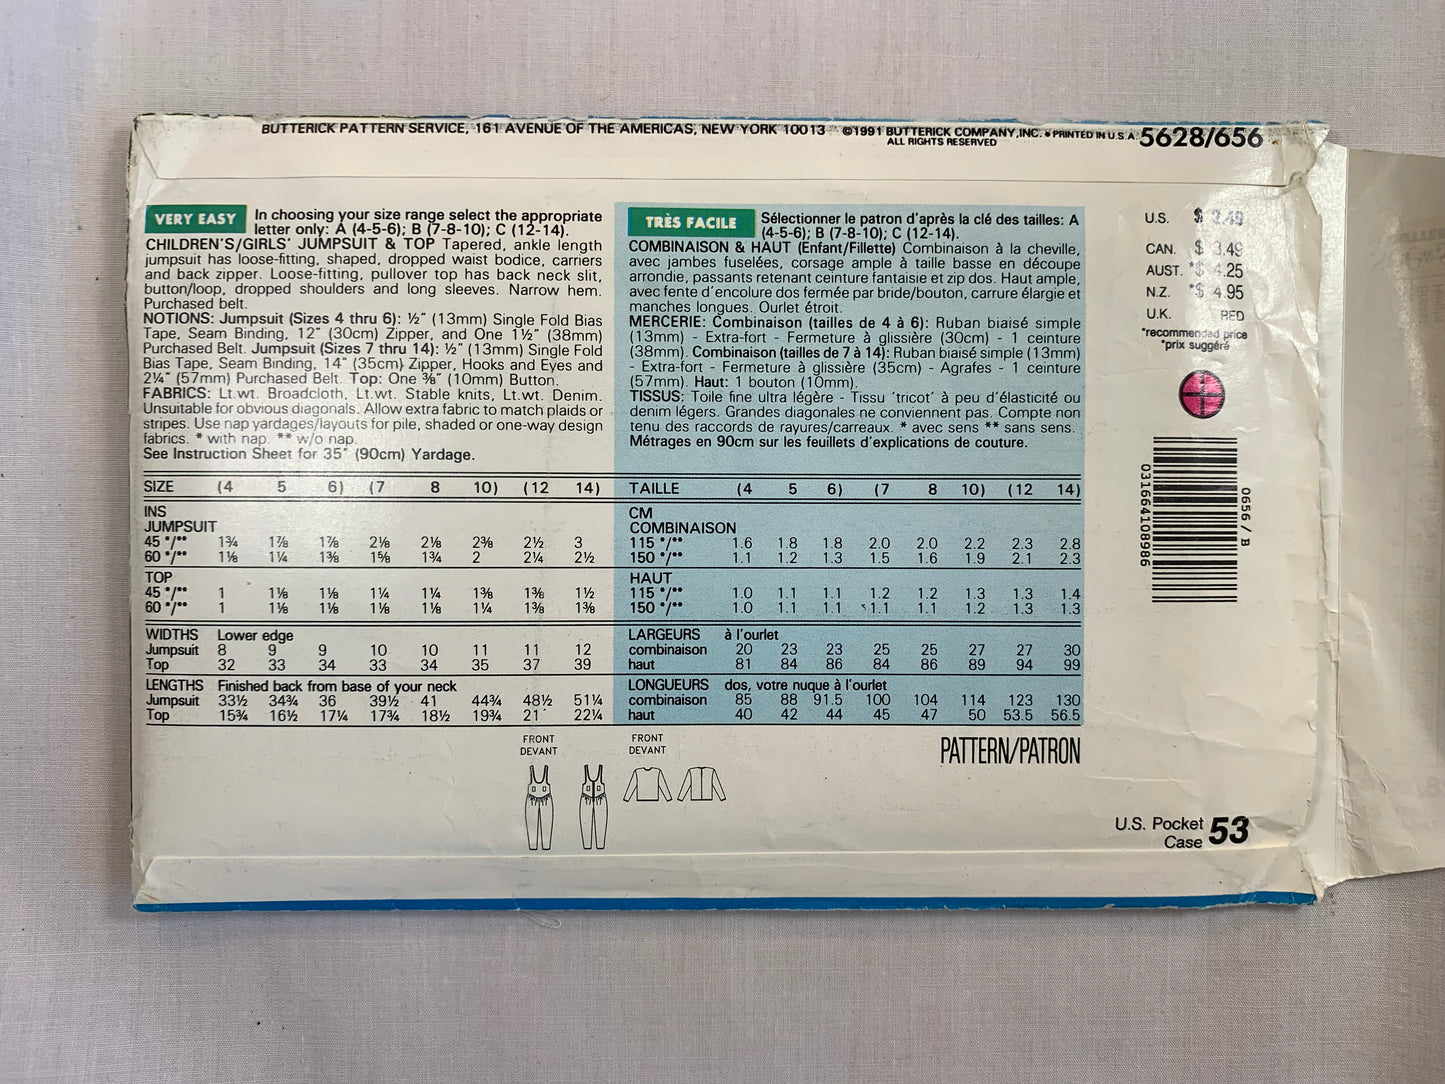 BUTTERICK PATTERN SERVICE, 161 AVENUE OF THE AMERICAS, NEW YORK 10013 ©1991 BUTTERICK COMPANY, INC. • PRINTED IN U.S.A. 5628/656
ALL RIGHTS RESERVED
VERY EASY In choosing your size range select the appropriate
letter only: A (4-5-6); B (7-8-10); C (12-14).
CHILDREN'S/GIRLS' JUMPSUIT & TOP Tapered, ankle length
jumpsuit has loose-fitting, shaped, dropped waist bodice, carriers
and back zipper. Loose-fitting, pullover top has back neck slit,
button/loop, dropped shoulders and long sleeves. Narrow hem.
Purchased belt.
NOTIONS: Jumpsuit (Sizes 4 thru 6): ½" (13mm) Single Fold Bias
Tape, Seam Binding, 12" (30cm) Zipper, and One 1½" (38mm)
Purchased Belt. Jumpsuit (Sizes 7 thru 14): ½" (13mm) Single Fold
Bias Tape, Seam Binding, 14" (35cm) Zipper, Hooks and Eyes and
2¼" (57mm) Purchased Belt. Top: One ⅜" (10mm) Button.
FABRICS: Lt.wt. Broadcloth, Lt.wt. Stable knits, Lt.wt. Denim.
Unsuitable for obvious diagonals. Allow extra fabric to match plaids or
stripes. Use nap yardages/layouts for pile, shaded or one-way design
fabrics. * with nap. ** w/o nap.
See Instruction Sheet for 35" (90cm) Yardage.
SIZE (4 5 6) (7 8 10) (12 14)
INS
JUMPSUIT
45 */** 1¾ 1⅞ 1⅞ 2⅛ 2⅛ 2⅜ 2½ 3
60 */** 1⅛ 1¼ 1⅜ 1⅝ 1¾ 2 2¼ 2½
TOP
45 */** 1 1⅛ 1⅛ 1¼ 1¼ 1⅜ 1⅜ 1½
60 */** 1 1⅛ 1⅛ 1⅛ 1⅛ 1¼ 1⅜ 1⅜
WIDTHS Lower edge
Jumpsuit 8 9 9 10 10 11 11 12
Top 32 33 34 33 34 35 37 39
LENGTHS Finished back from base of your neck
Jumpsuit 33½ 34¾ 36 39½ 41 44¾ 48½ 51¼
Top 15¾ 16½ 17¼ 17¾ 18½ 19¾ 21 22¼
TRÈS FACILE Sélectionner le patron d'après la clé des tailles: A
(4-5-6); B (7-8-10); C (12-14).
COMBINAISON & HAUT (Enfant/Fillette) Combinaison à la cheville,
avec jambes fuselées, corsage ample à taille basse en découpe
arrondie, passants retenant ceinture fantaisie et zip dos. Haut ample,
avec fente d'encolure dos fermée par bride/bouton, carrure élargie et
manches longues. Ourlet étroit.
MERCERIE: Combinaison (tailles de 4 à 6): Ruban biaisé simple
(13mm) - Extra-fort - Fermeture à glissière (30cm) - 1 ceinture
(38mm). Combinaison (tailles de 7 à 14): Ruban biaisé simple (13mm)
- Extra-fort - Fermeture à glissière (35cm) - Agrafes - 1 ceinture
(57mm). Haut: 1 bouton (10mm).
TISSUS: Toile fine ultra légère - Tissu 'tricot' à peu d'élasticité ou
denim légers. Grandes diagonales ne conviennent pas. Compte non
tenu des raccords de rayures/carreaux. * avec sens ** sans sens.
Métrages en 90cm sur les feuillets d'explications de couture.
TAILLE (4 5 6) (7 8 10) (12 14)
CM
COMBINAISON
115 */** 1.6 1.8 1.8 2.0 2.0 2.2 2.3 2.8
150 */** 1.1 1.2 1.3 1.5 1.6 1.9 2.1 2.3
HAUT
115 */** 1.0 1.1 1.1 1.2 1.2 1.3 1.3 1.4
150 */** 1.0 1.1 1.1 1.1 1.1 1.2 1.3 1.3
LARGEURS à l'ourlet
combinaison 20 23 23 25 25 27 27 30
haut 81 84 86 84 86 89 94 99
LONGUEURS dos, votre nuque à l'ourlet
combinaison 85 88 91.5 100 104 114 123 130
haut 40 42 44 45 47 50 53.5 56.5
FRONT
DEVANT
FRONT
DEVANT
PATTERN/PATRON
U.S. $ 3.49
CAN. $ 3.49
AUST. *$ 4.25
N.Z. *$ 4.95
U.K. RED
*recommended price
*prix suggéré
031664108986
0656 / B
U.S. Pocket
Case 53